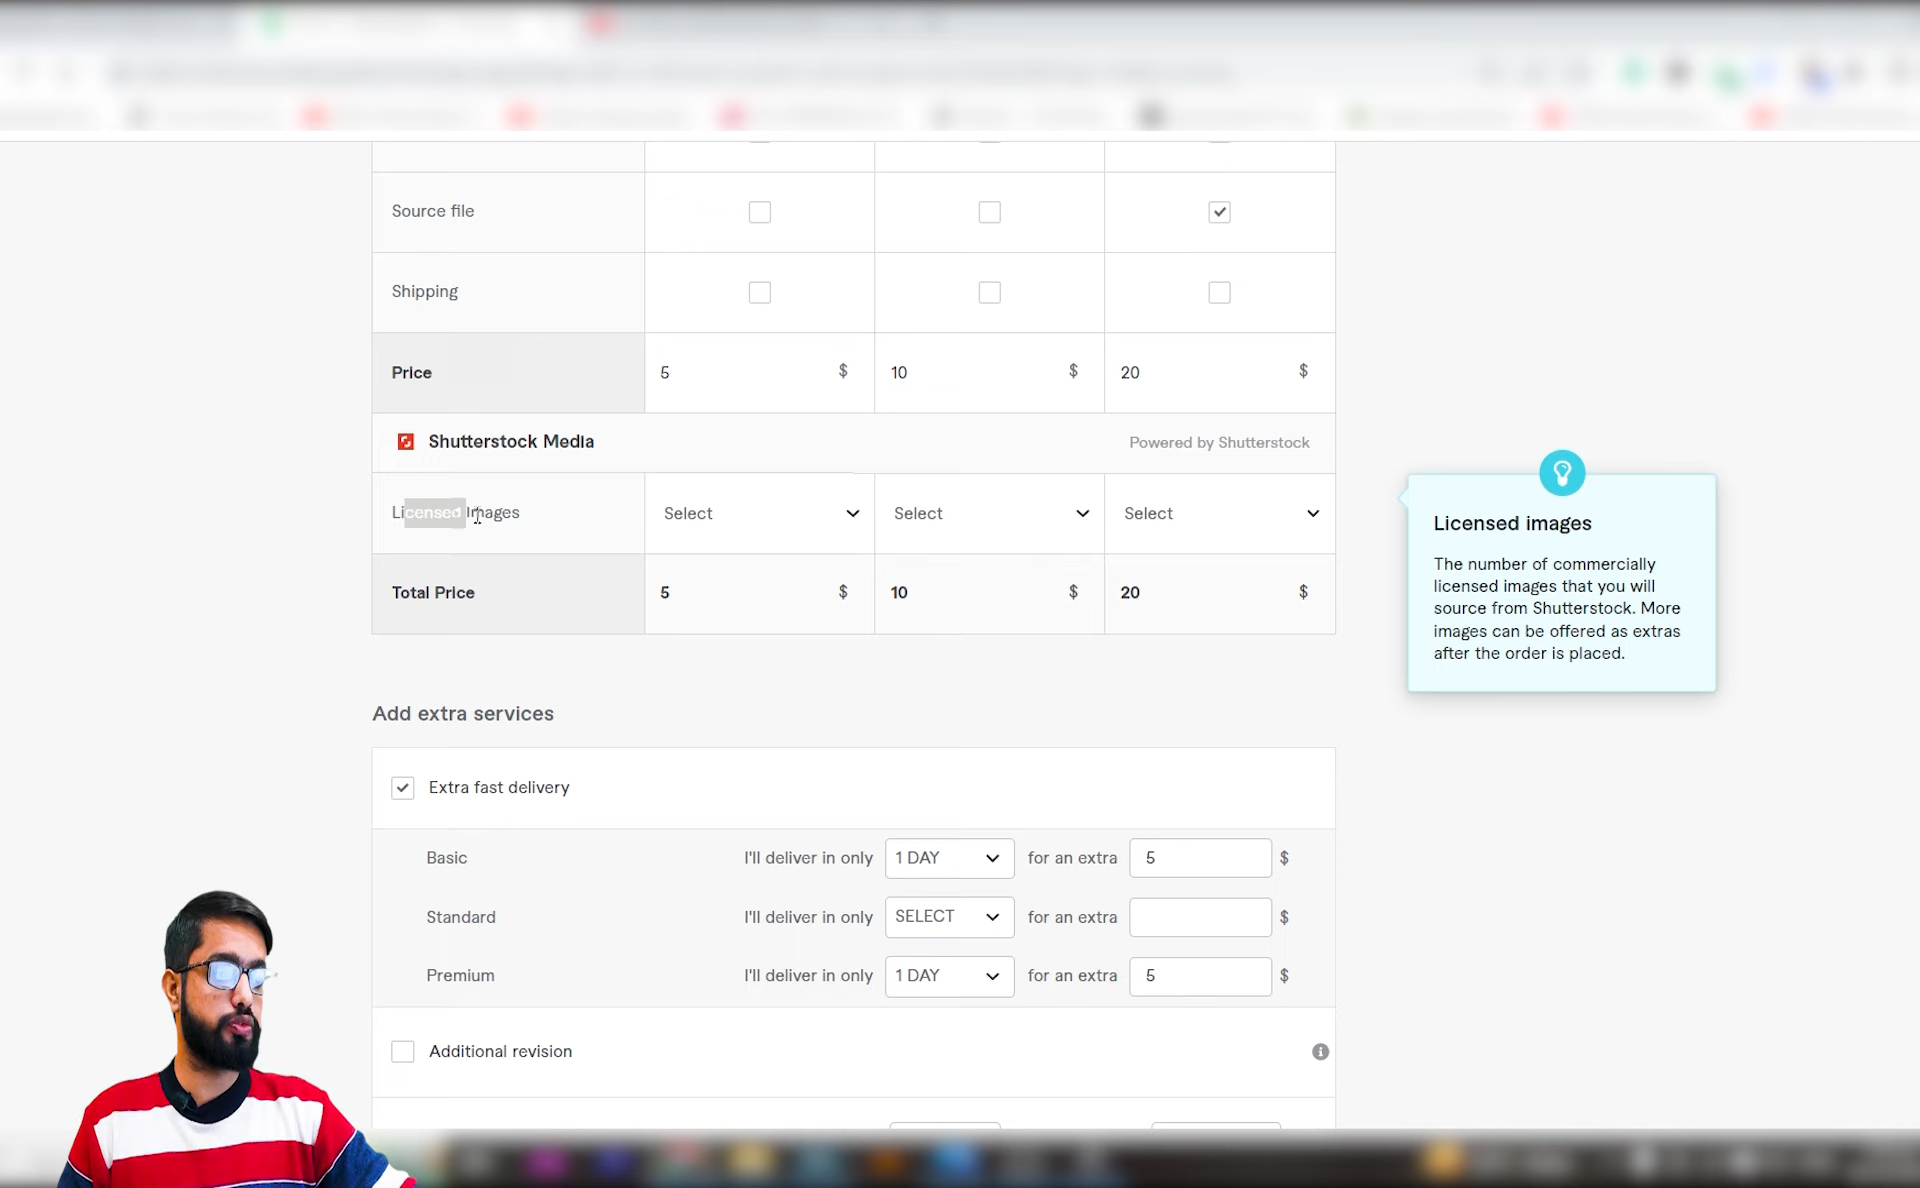 Source file
Shipping
Price 5 $ 10 $ 20 $
Shutterstock Media Powered by Shutterstock
Licensed Images Select Select Select
Total Price 5 $ 10 $ 20 $
Licensed images
The number of commercially
licensed images that you will
source from Shutterstock. More
images can be offered as extras
after the order is placed.
Add extra services
Extra fast delivery
Basic I'll deliver in only 1 DAY for an extra 5 $
Standard I'll deliver in only SELECT for an extra $
Premium I'll deliver in only 1 DAY for an extra 5 $
Additional revision